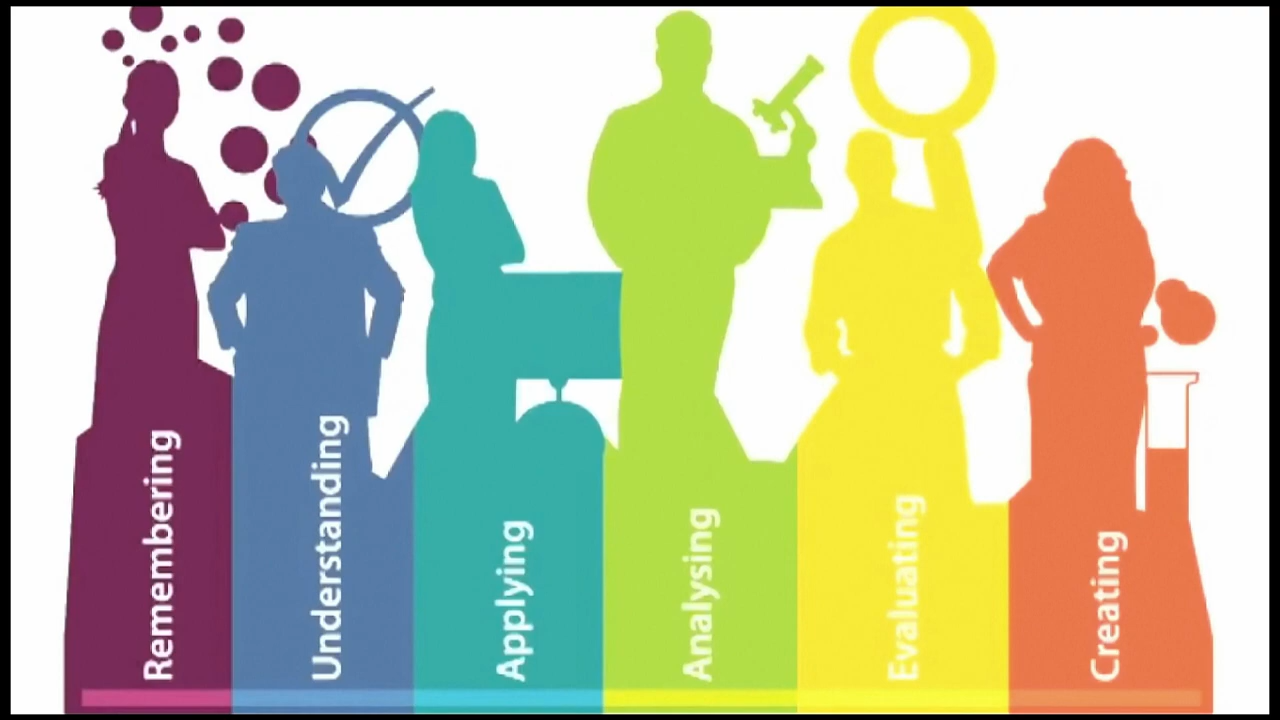 Remembering
Understanding
Applying
Analysing
Evaluating
Creating